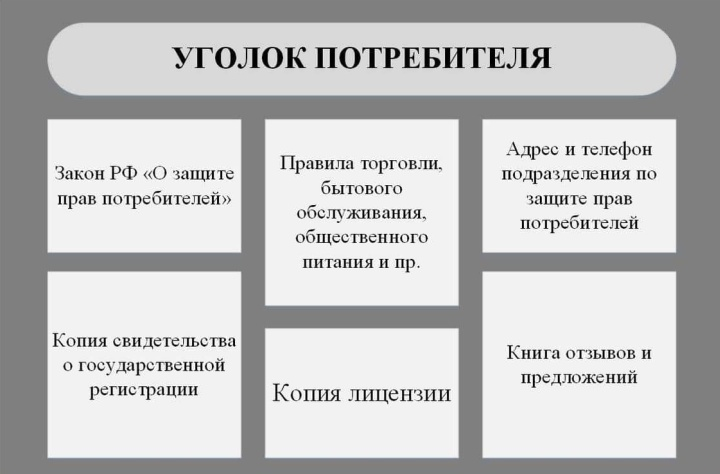 УГОЛОК ПОТРЕБИТЕЛЯ
Закон РФ «О защите
прав потребителей»
Правила торговли,
бытового
обслуживания,
общественного
питания и пр.
Адрес и телефон
подразделения по
защите прав
потребителей
Копия свидетельства
о государственной
регистрации
Копия лицензии
Книга отзывов и
предложений